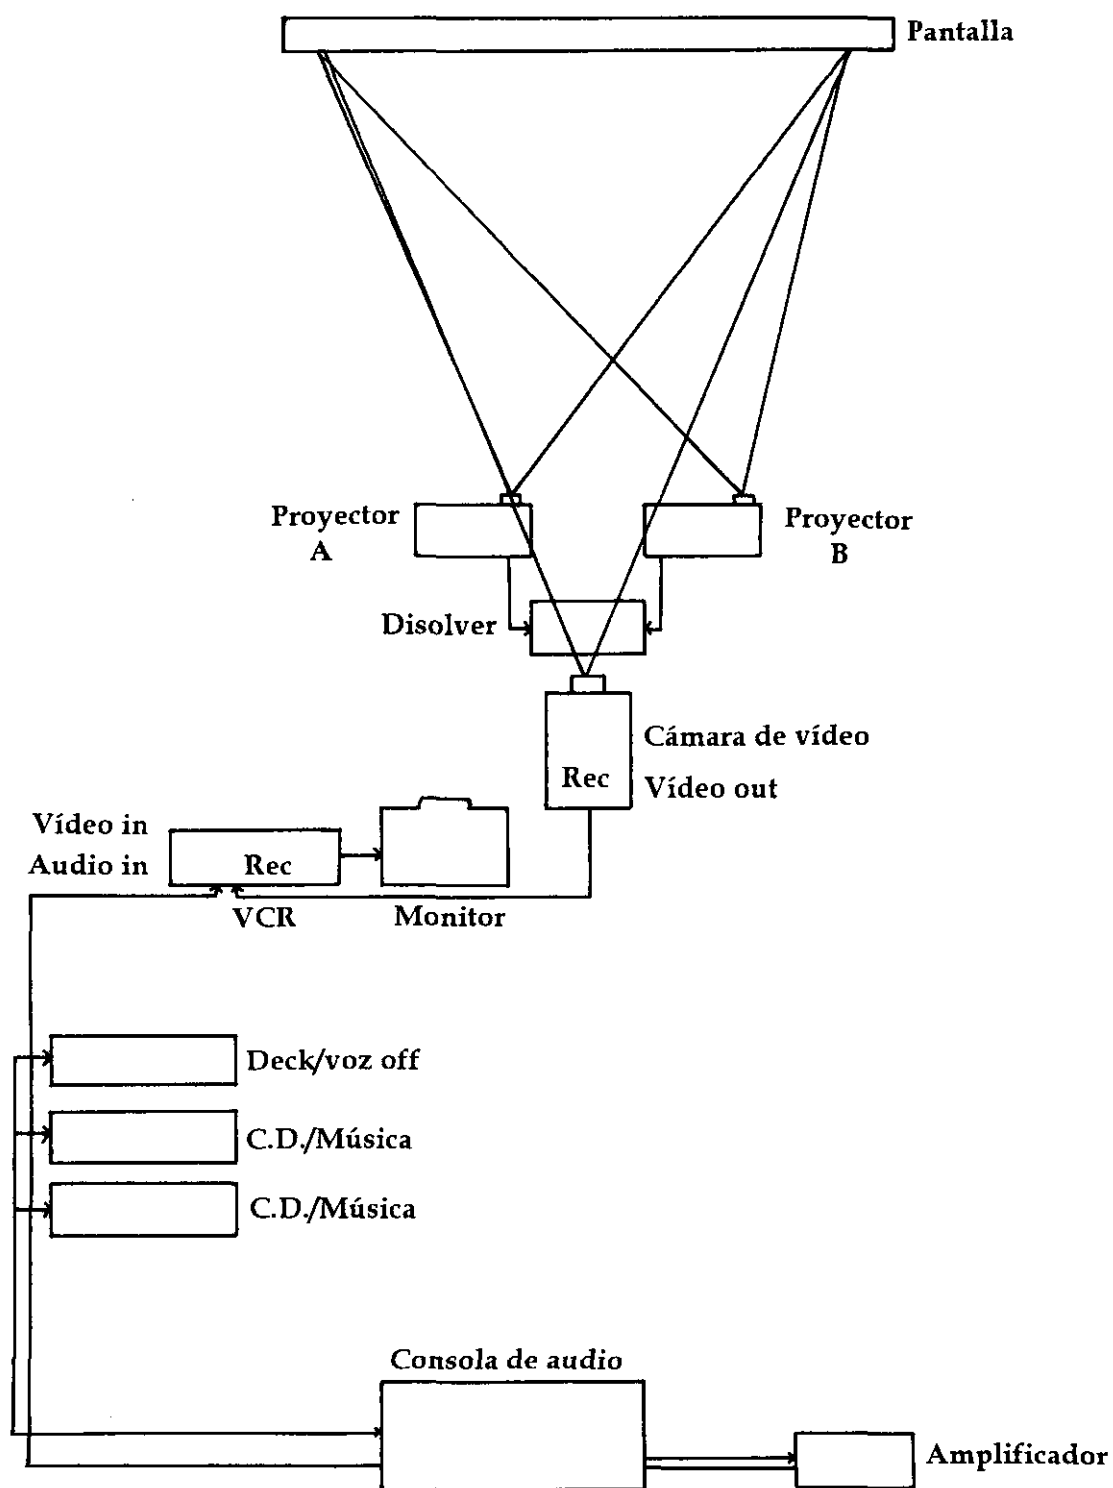 Pantalla
Proyector
A
Proyector
B
Disolver
Cámara de vídeo
Rec
Vídeo out
Vídeo in
Audio in
Rec
VCR
Monitor
Deck/voz off
C.D./Música
C.D./Música
Consola de audio
Amplificador